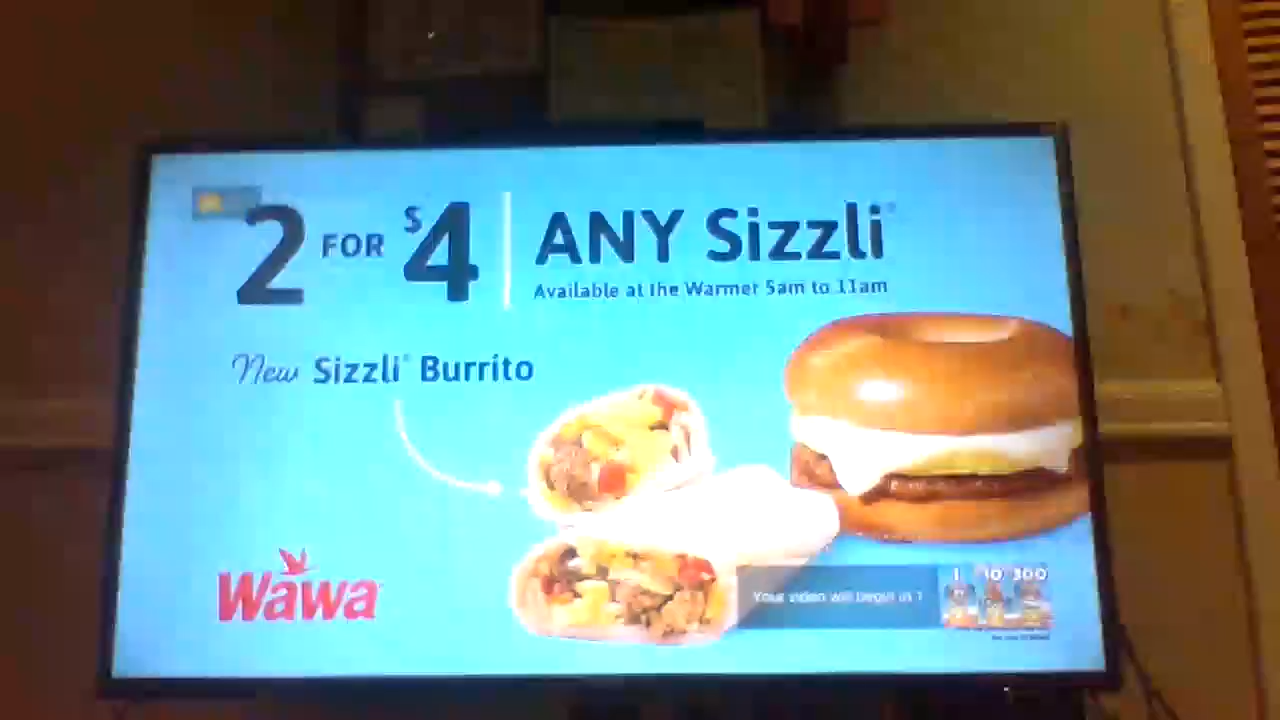 2 FOR $4
ANY Sizzli®
Available at the Warmer 5am to 11am
New Sizzli® Burrito
Wawa
Your video will begin in 7
1 10 300